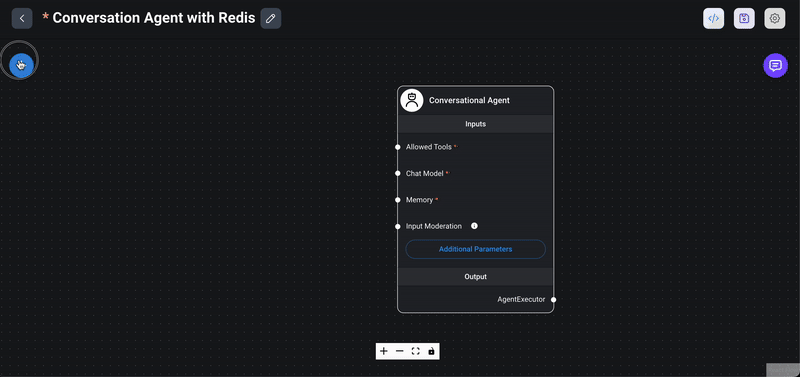 * Conversation Agent with Redis
</>
Conversational Agent
Inputs
Allowed Tools *
Chat Model *
Memory *
Input Moderation
Additional Parameters
Output
AgentExecutor